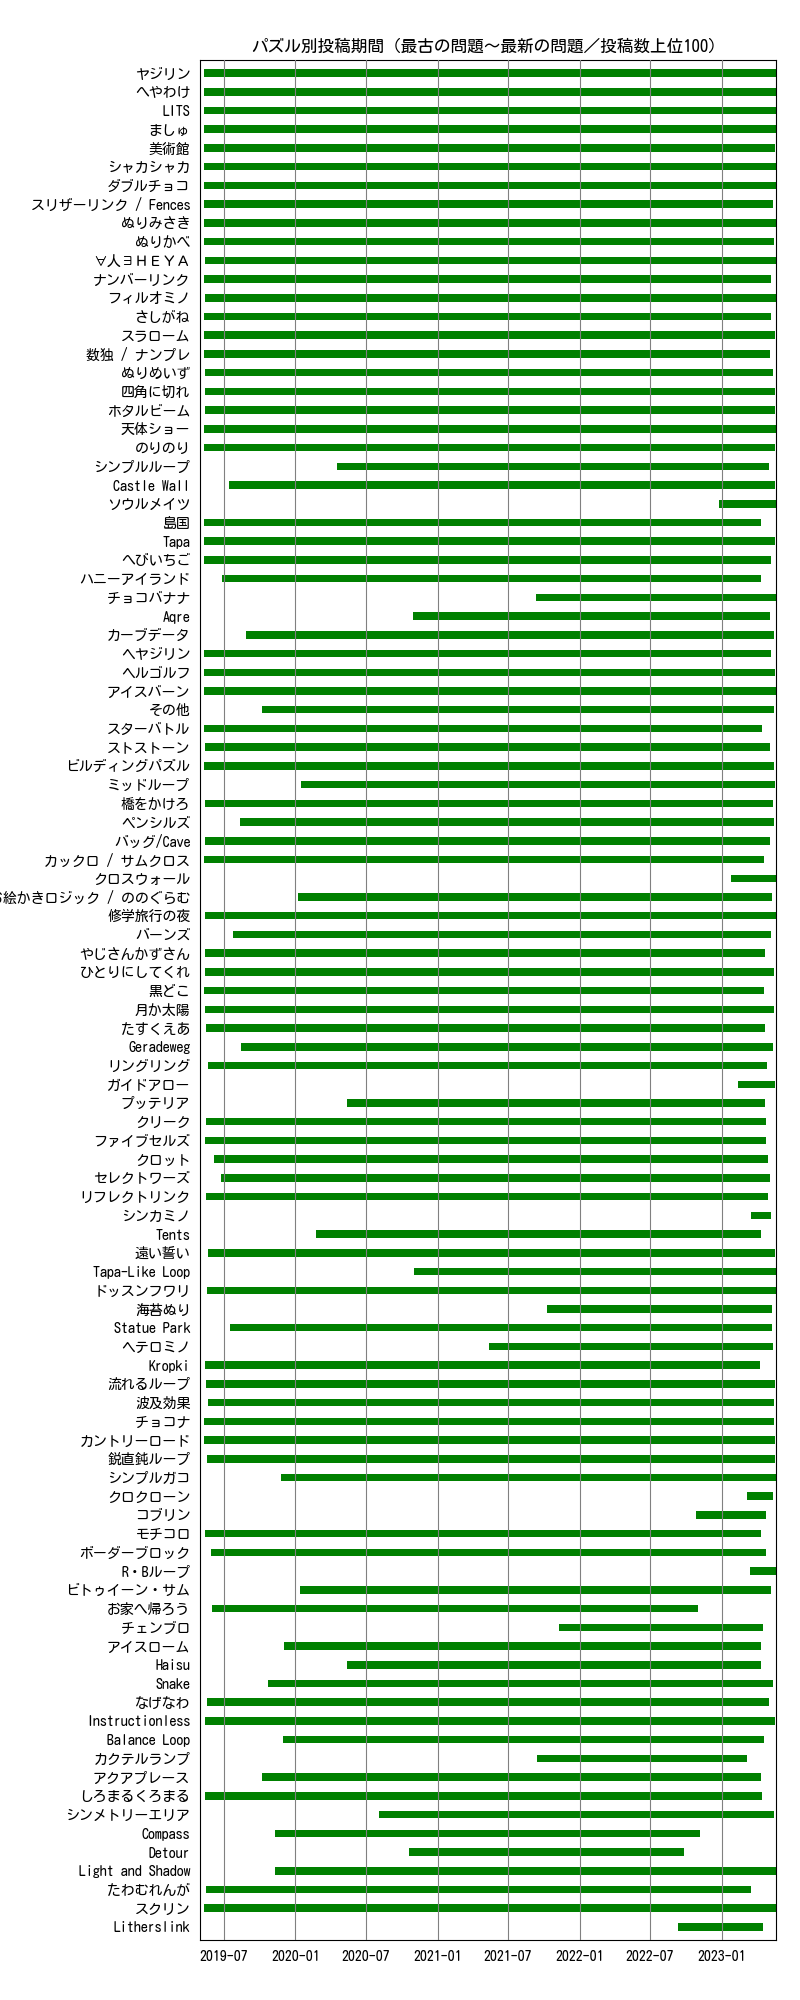 パズル別投稿期間（最古の問題～最新の問題／投稿数上位100）
ヤジリン
へやわけ
LITS
ましゅ
美術館
シャカシャカ
ダブルチョコ
スリザーリンク / Fences
ぬりみさき
ぬりかべ
∀人∃ＨＥＹＡ
ナンバーリンク
フィルオミノ
さしがね
スラローム
数独 / ナンプレ
ぬりめいず
四角に切れ
ホタルビーム
天体ショー
のりのり
シンプルループ
Castle Wall
ソウルメイツ
島国
Tapa
へびいちご
ハニーアイランド
チョコバナナ
Aqre
カーブデータ
ヘヤジリン
ヘルゴルフ
アイスバーン
その他
スターバトル
ストストーン
ビルディングパズル
ミッドループ
橋をかけろ
ペンシルズ
バッグ/Cave
カックロ / サムクロス
クロスウォール
絵かきロジック / ののぐらむ
修学旅行の夜
バーンズ
やじさんかずさん
ひとりにしてくれ
黒どこ
月か太陽
たすくえあ
Geradeweg
リングリング
ガイドアロー
プッテリア
クリーク
ファイブセルズ
クロット
セレクトワーズ
リフレクトリンク
シンカミノ
Tents
遠い誓い
Tapa-Like Loop
ドッスンフワリ
海苔ぬり
Statue Park
ヘテロミノ
Kropki
流れるループ
波及効果
チョコナ
カントリーロード
鋭直鈍ループ
シンプルガコ
クロクローン
コブリン
モチコロ
ボーダーブロック
R・Bループ
ビトゥイーン・サム
お家へ帰ろう
チェンブロ
アイスローム
Haisu
Snake
なげなわ
Instructionless
Balance Loop
カクテルランプ
アクアプレース
しろまるくろまる
シンメトリーエリア
Compass
Detour
Light and Shadow
たわむれんが
スクリン
Litherslink
2019-07 2020-01 2020-07 2021-01 2021-07 2022-01 2022-07 2023-01